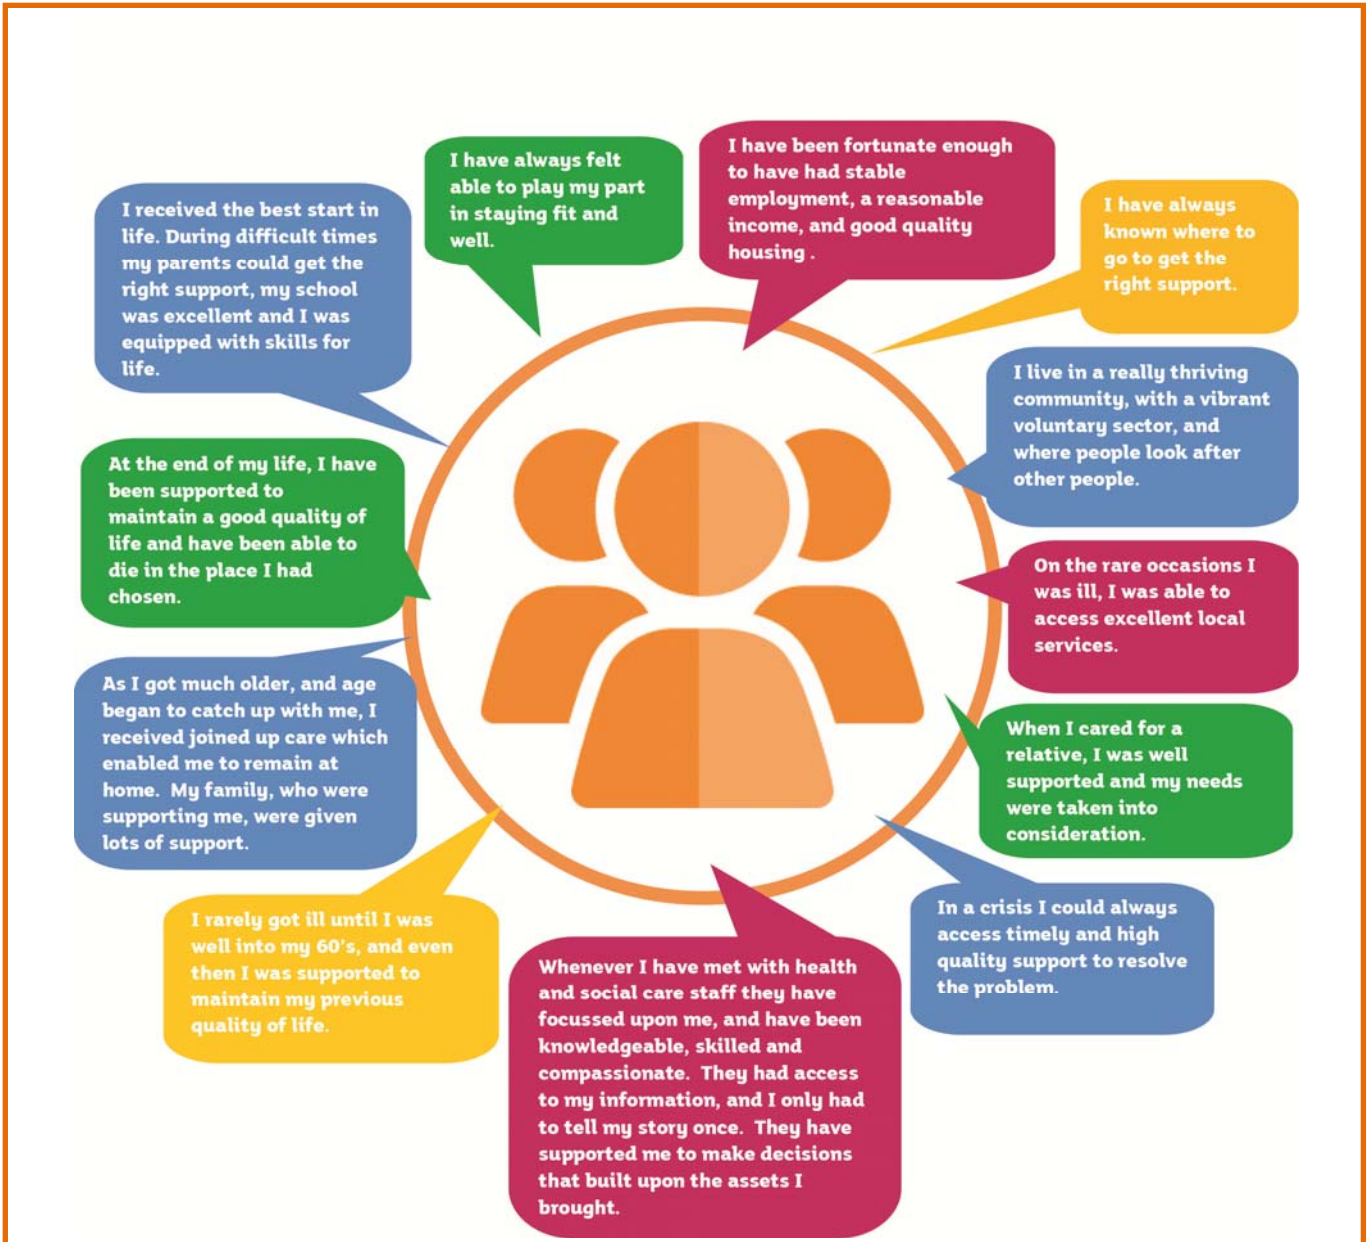 I received the best start in
life. During difficult times
my parents could get the
right support, my school
was excellent and I was
equipped with skills for
life.
I have always felt
able to play my part
in staying fit and
well.
I have been fortunate enough
to have had stable
employment, a reasonable
income, and good quality
housing .
I have always
known where to
go to get the
right support.
I live in a really thriving
community, with a vibrant
voluntary sector, and
where people look after
other people.
On the rare occasions I
was ill, I was able to
access excellent local
services.
When I cared for a
relative, I was well
supported and my needs
were taken into
consideration.
In a crisis I could always
access timely and high
quality support to resolve
the problem.
Whenever I have met with health
and social care staff they have
focussed upon me, and have been
knowledgeable, skilled and
compassionate.  They had access
to my information, and I only had
to tell my story once.  They have
supported me to make decisions
that built upon the assets I
brought.
I rarely got ill until I was
well into my 60's, and even
then I was supported to
maintain my previous
quality of life.
As I got much older, and age
began to catch up with me, I
received joined up care which
enabled me to remain at
home.  My family, who were
supporting me, were given
lots of support.
At the end of my life, I have
been supported to
maintain a good quality of
life and have been able to
die in the place I had
chosen.